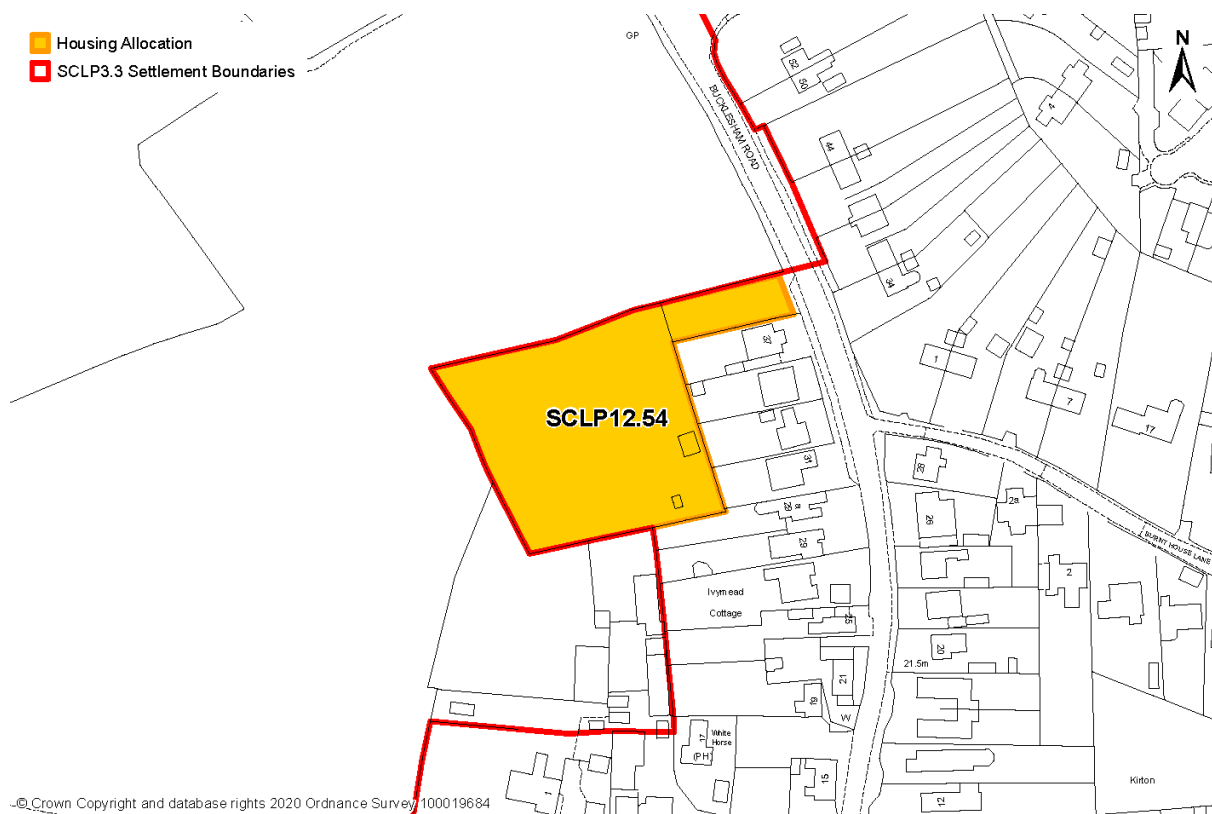 Housing Allocation
SCLP3.3 Settlement Boundaries
GP
N
52
50
BUCKLESHAM ROAD
4
44
34
37
1
7
17
SCLP12.54
31
28
2a
26
a
29
BURNT HOUSE LANE
2
Ivymead
Cottage
25
20
21.5m
21
19
W
17
White
Horse
(PH)
15
Kirton
1
12
© Crown Copyright and database rights 2020 Ordnance Survey 100019684